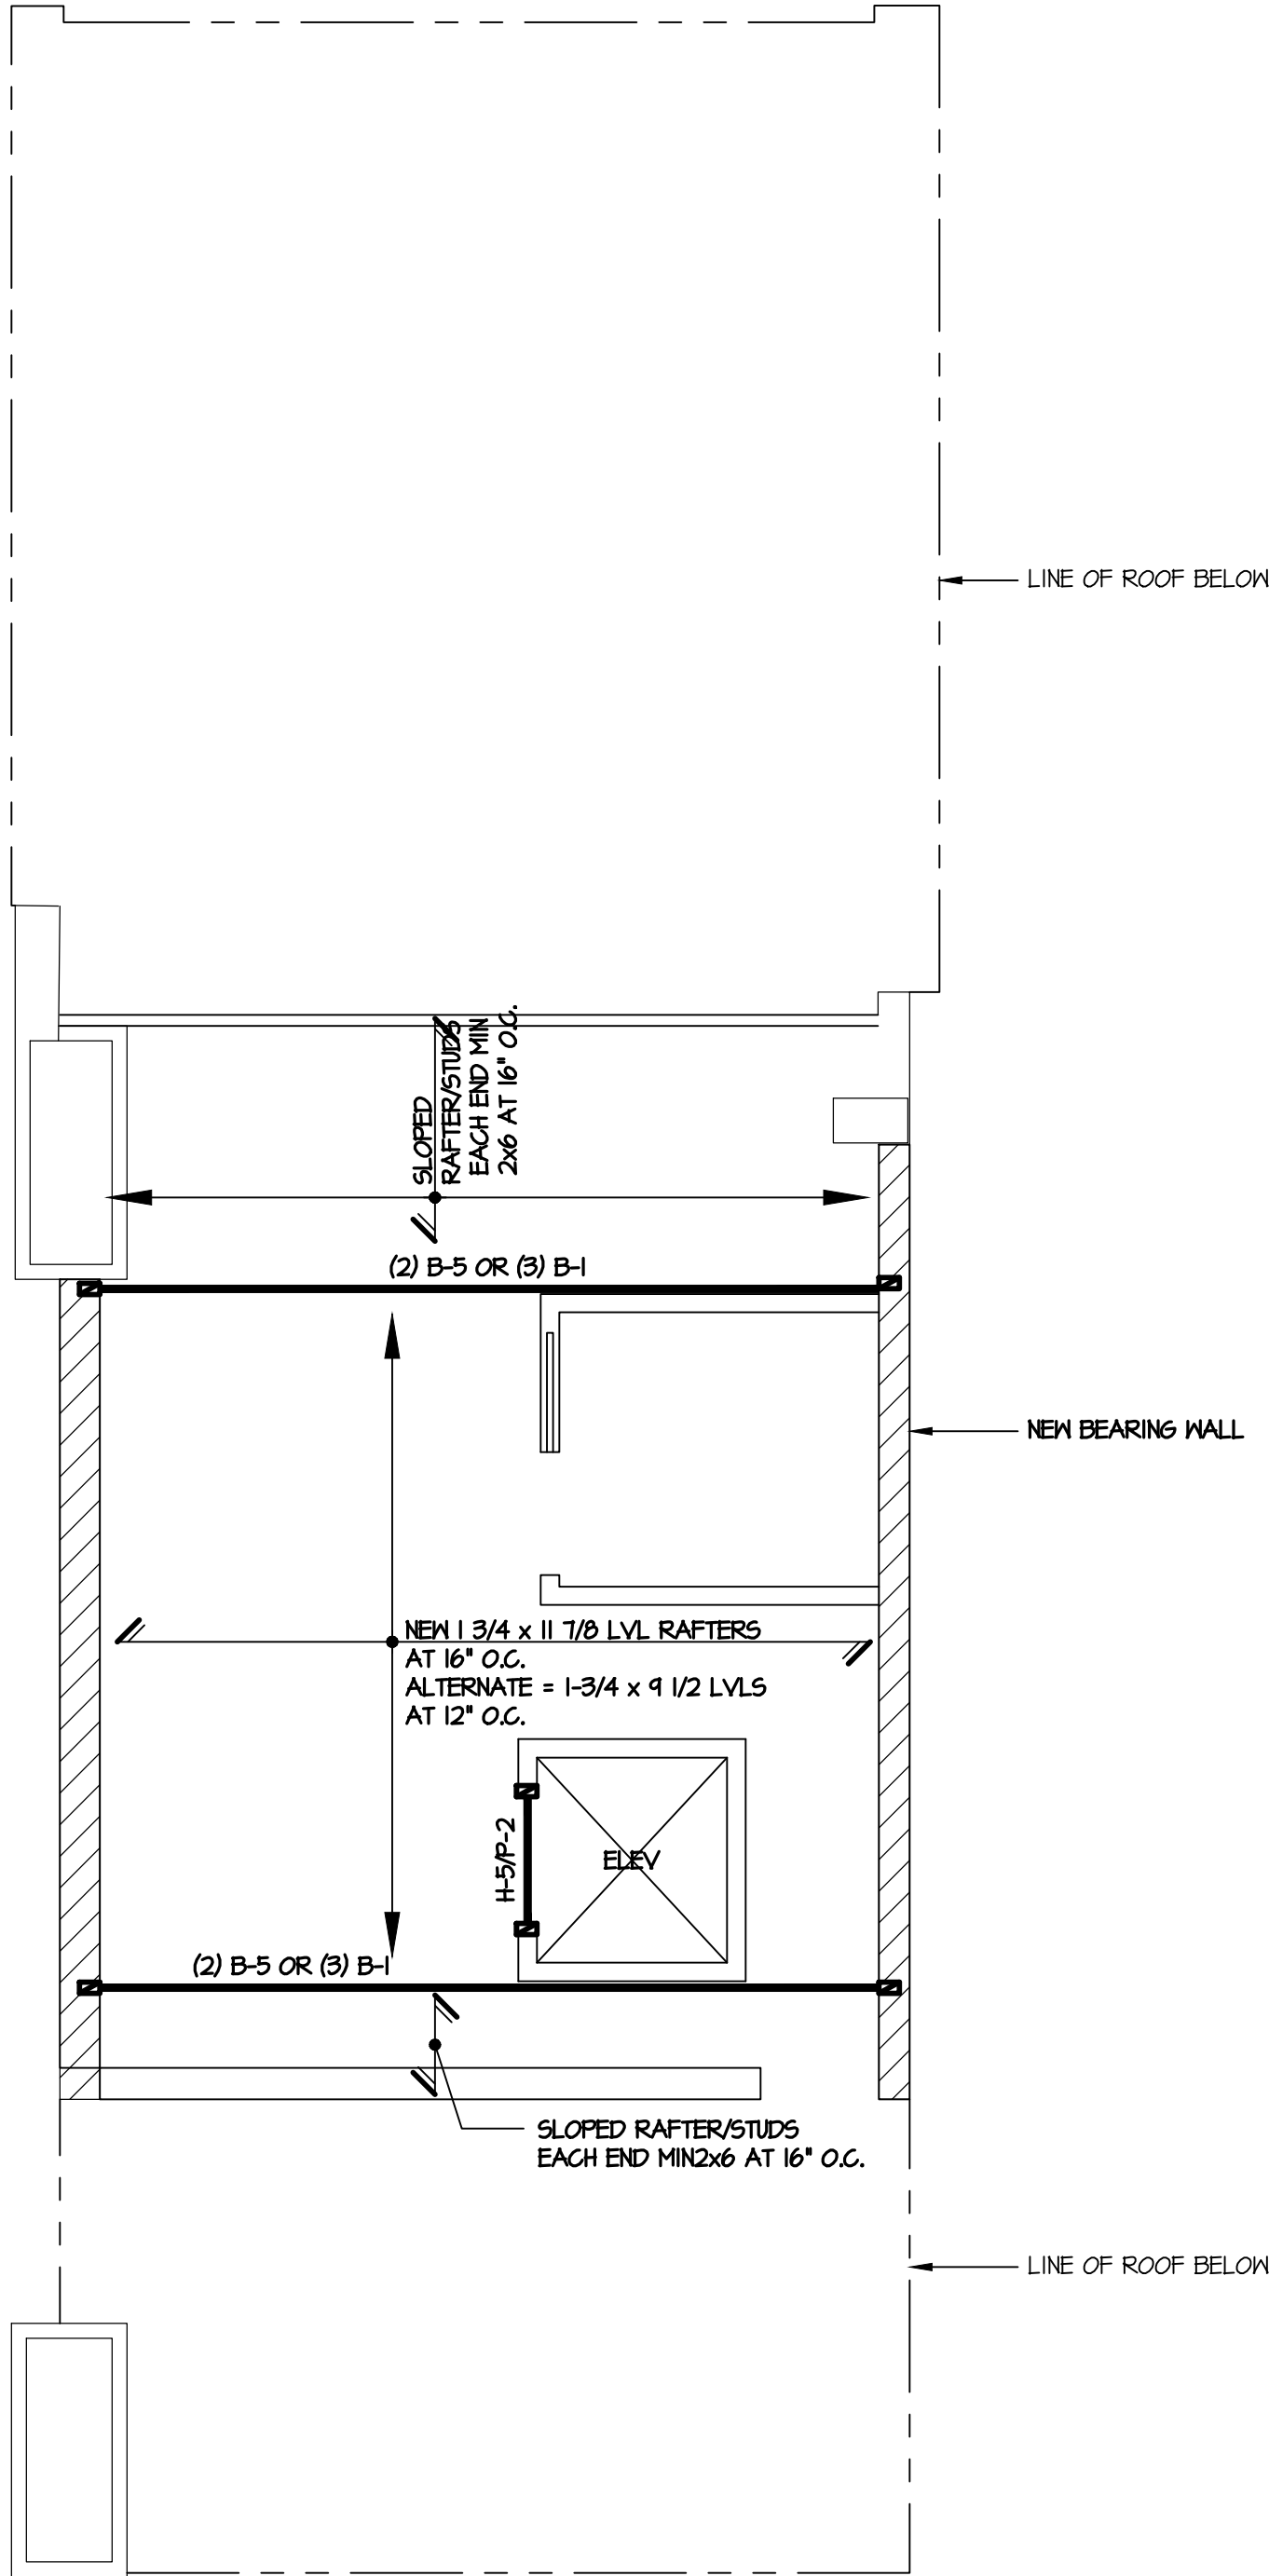 LINE OF ROOF BELOW
SLOPED
RAFTER/STUDS
EACH END MIN
2x6 AT 16" O.C.
(2) B-5 OR (3) B-1
NEW BEARING WALL
NEW 1 3/4 x 11 7/8 LVL RAFTERS
AT 16" O.C.
ALTERNATE = 1-3/4 x 9 1/2 LVLS
AT 12" O.C.
H-5/P-2
ELEV
(2) B-5 OR (3) B-1
SLOPED RAFTER/STUDS
EACH END MIN2x6 AT 16" O.C.
LINE OF ROOF BELOW